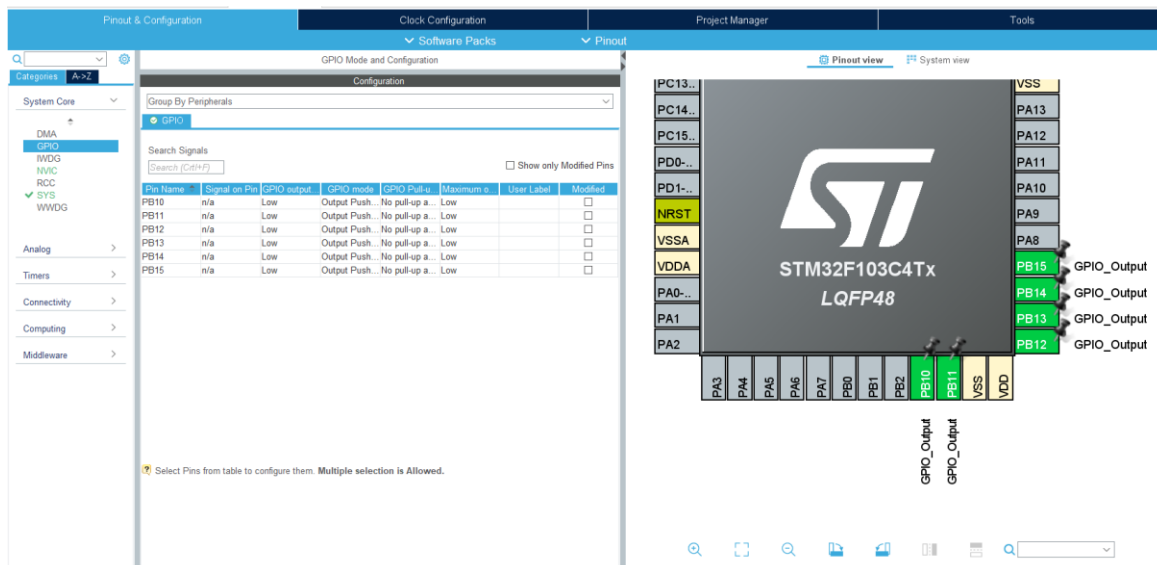 Pinout & Configuration
Clock Configuration
Project Manager
Tools
Software Packs
Pinout
Categories
A->Z
System Core
DMA
GPIO
IWDG
NVIC
RCC
SYS
WWDG
Analog
Timers
Connectivity
Computing
Middleware
GPIO Mode and Configuration
Configuration
Group By Peripherals
GPIO
Search Signals
Search (Crtl+F)
Show only Modified Pins
Pin Name Signal on Pin GPIO output... GPIO mode GPIO Pull-u... Maximum o... User Label Modified
PB10 n/a Low Output Push... No pull-up a... Low
PB11 n/a Low Output Push... No pull-up a... Low
PB12 n/a Low Output Push... No pull-up a... Low
PB13 n/a Low Output Push... No pull-up a... Low
PB14 n/a Low Output Push... No pull-up a... Low
PB15 n/a Low Output Push... No pull-up a... Low
Select Pins from table to configure them. Multiple selection is Allowed.
Pinout view
System view
PC13..
PC14..
PC15..
PD0-..
PD1-..
NRST
VSSA
VDDA
PA0-..
PA1
PA2
STM32F103C4Tx
LQFP48
VSS
PA13
PA12
PA11
PA10
PA9
PA8
PB15 GPIO_Output
PB14 GPIO_Output
PB13 GPIO_Output
PB12 GPIO_Output
PA3
PA4
PA5
PA6
PA7
PB0
PB1
PB2
PB10
PB11
VSS
VDD
GPIO_Output
GPIO_Output